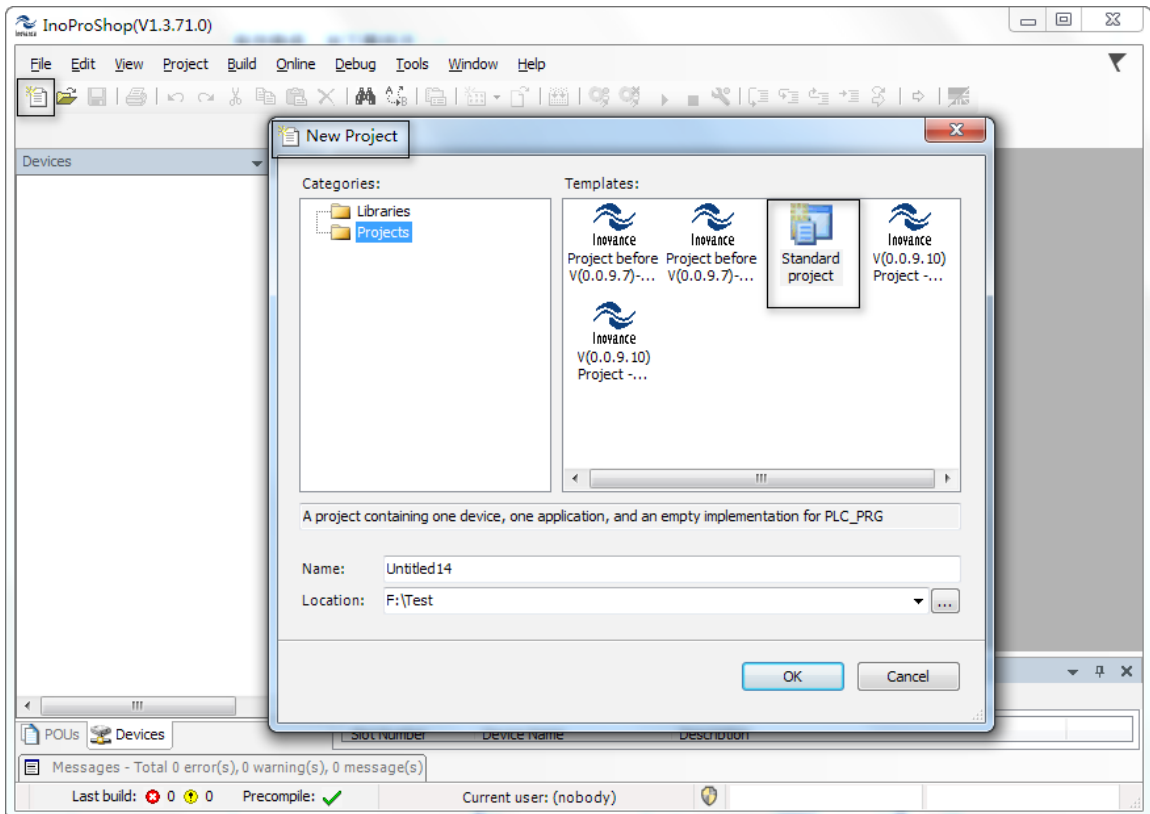 InoProShop(V1.3.71.0)
File Edit View Project Build Online Debug Tools Window Help
New Project
Devices
Categories:
Templates:
Libraries
Projects
Inovance
Project before
V(0.0.9.7)-...
Inovance
Project before
V(0.0.9.7)-...
Standard
project
Inovance
V(0.0.9.10)
Project -...
Inovance
V(0.0.9.10)
Project -...
A project containing one device, one application, and an empty implementation for PLC_PRG
Name: Untitled14
Location: F:\Test
...
OK Cancel
POUs Devices
Slot Number Device Name Description
Messages - Total 0 error(s), 0 warning(s), 0 message(s)
Last build: 0 0 Precompile: Current user: (nobody)